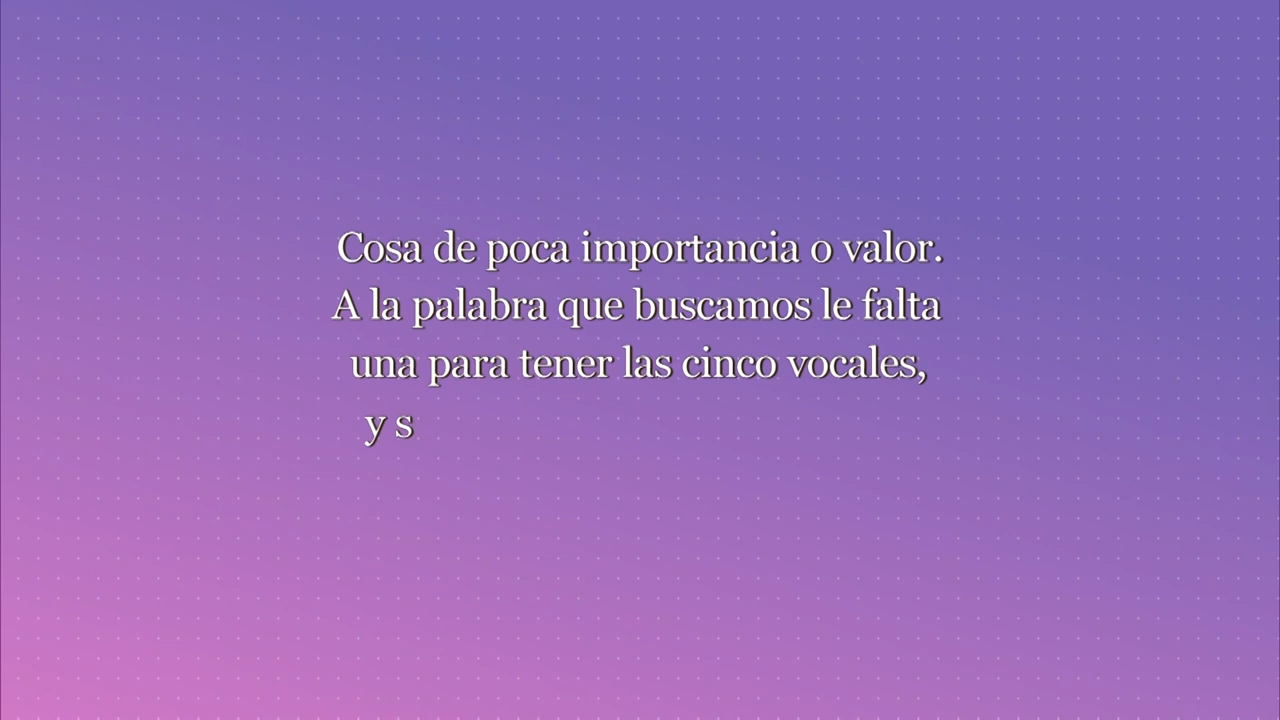 Cosa de poca importancia o valor.
A la palabra que buscamos le falta
una para tener las cinco vocales,
y s